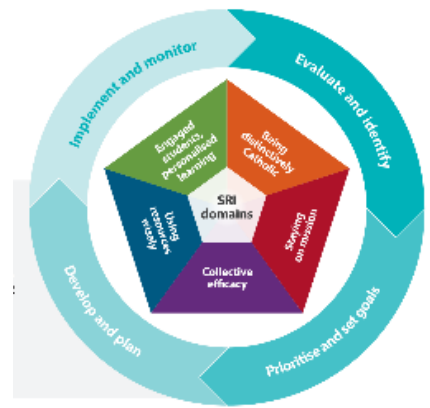 Implement and monitor
Evaluate and identify
Engaged
students,
personalised
learning
Being
distinctively
Catholic
SRI
domains
Using
resources
wisely
Staying
on mission
Collective
efficacy
Develop and plan
Prioritise and set goals